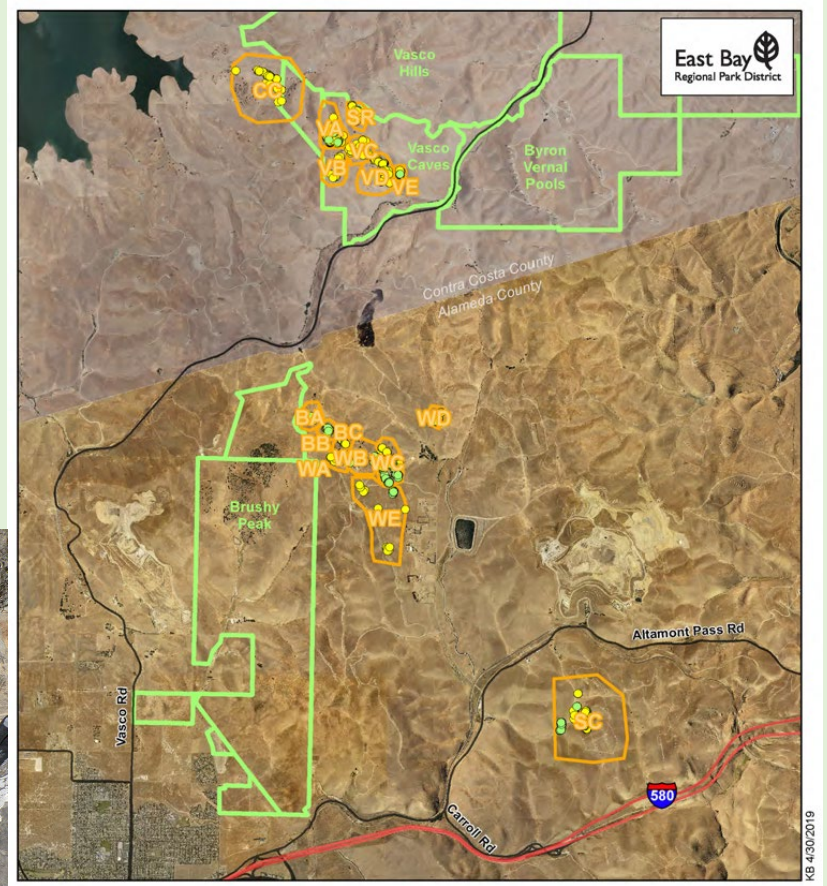 East Bay
Regional Park District
Vasco
Hills
CC
SR
VA
VC
Vasco
Caves
VB
VD
VE
Byron
Vernal
Pools
Contra Costa County
Alameda County
BA
BC
WD
BB
WB
WC
WA
Brushy
Peak
WE
Altamont Pass Rd
Vasco Rd
SC
580
Carroll Rd
KB 4/30/2019